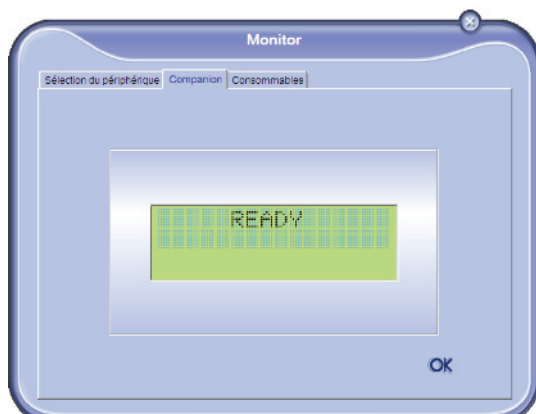 Monitor
Sélection du périphérique Companion Consommables
READY
OK